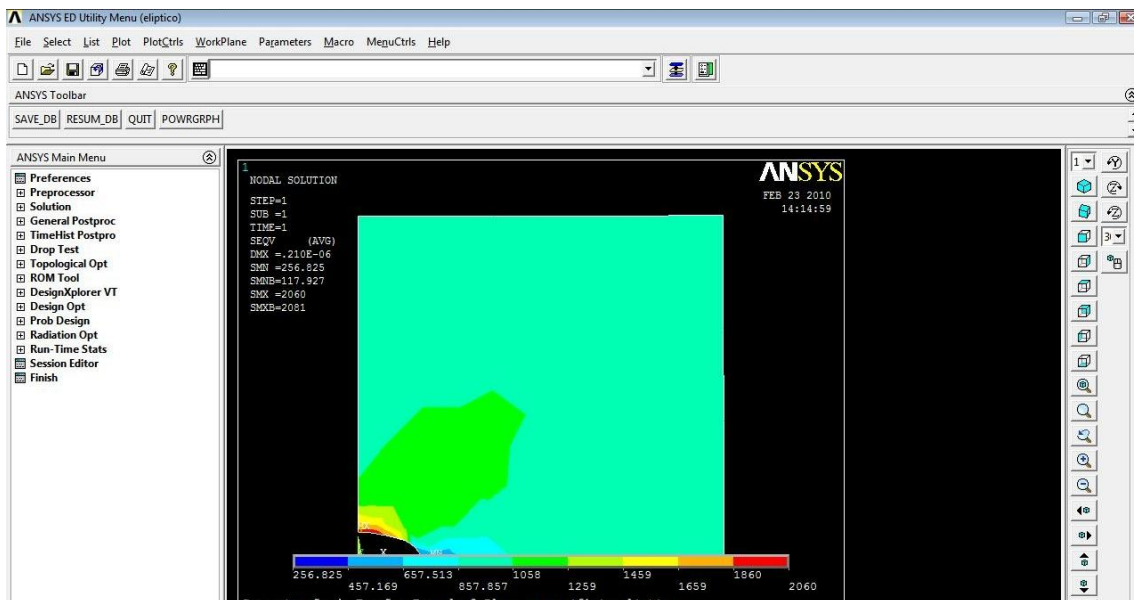 ANSYS ED Utility Menu (eliptico)
File Select List Plot PlotCtrls WorkPlane Parameters Macro MenuCtrls Help
ANSYS Toolbar
SAVE_DB RESUM_DB QUIT POWRGRPH
ANSYS Main Menu
Preferences
Preprocessor
Solution
General Postproc
TimeHist Postpro
Drop Test
Topological Opt
ROM Tool
DesignXplorer VT
Design Opt
Prob Design
Radiation Opt
Run-Time Stats
Session Editor
Finish
1
NODAL SOLUTION
STEP=1
SUB =1
TIME=1
SEQV (AVG)
DMX =.210E-06
SMN =256.825
SMNB=117.927
SMX =2060
SMXB=2081
ANSYS
FEB 23 2010
14:14:59
X
256.825 657.513 1058 1459 1860
457.169 857.857 1259 1659 2060
1